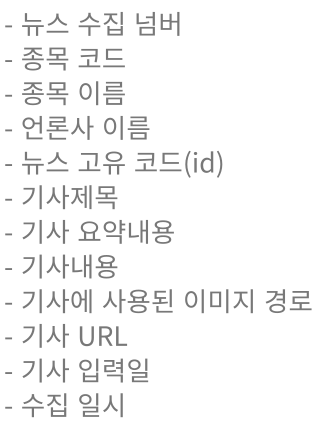 - 뉴스 수집 넘버
- 종목 코드
- 종목 이름
- 언론사 이름
- 뉴스 고유 코드(id)
- 기사제목
- 기사 요약내용
- 기사내용
- 기사에 사용된 이미지 경로
- 기사 URL
- 기사 입력일
- 수집 일시